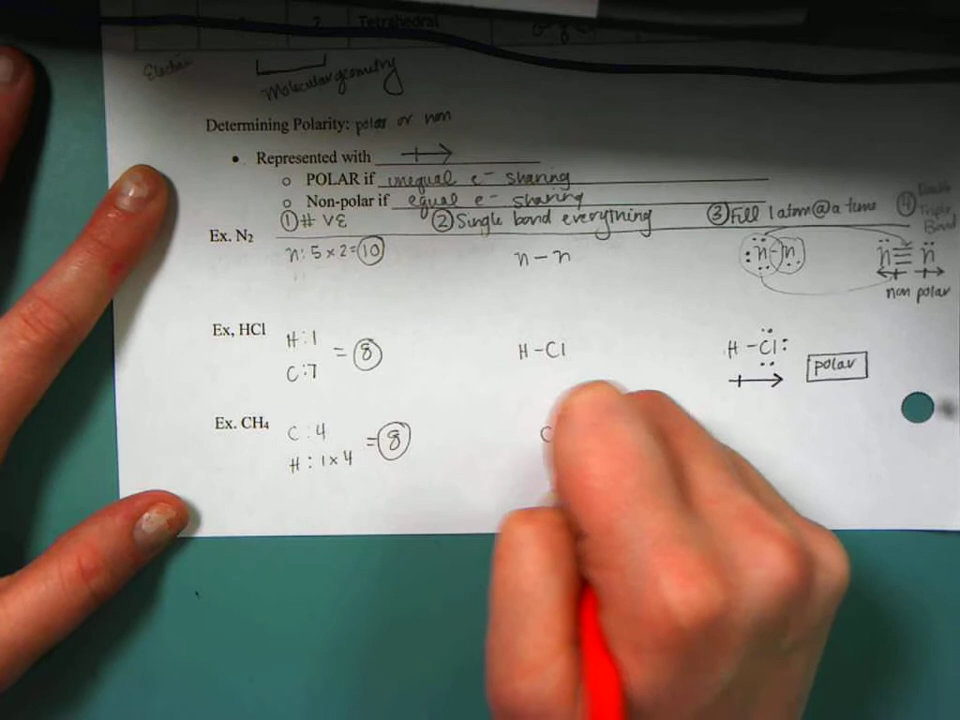 2 Tetrahedral
Molecular geometry
Determining Polarity: polar or non
• Represented with
o POLAR if unequal e⁻ sharing
o Non-polar if equal e⁻ sharing
① # VE ② Single bond everything ③ Fill 1 atom @ a time ④ Double Triple Bond
Ex. N₂ n: 5 x 2 = 10 n - n :n - n: n ≡ n
non polar
Ex, HCl H: 1 = 8 H - Cl H - Cl: polar
C: 7
Ex. CH₄ C: 4 = 8 C
H: 1 x 4